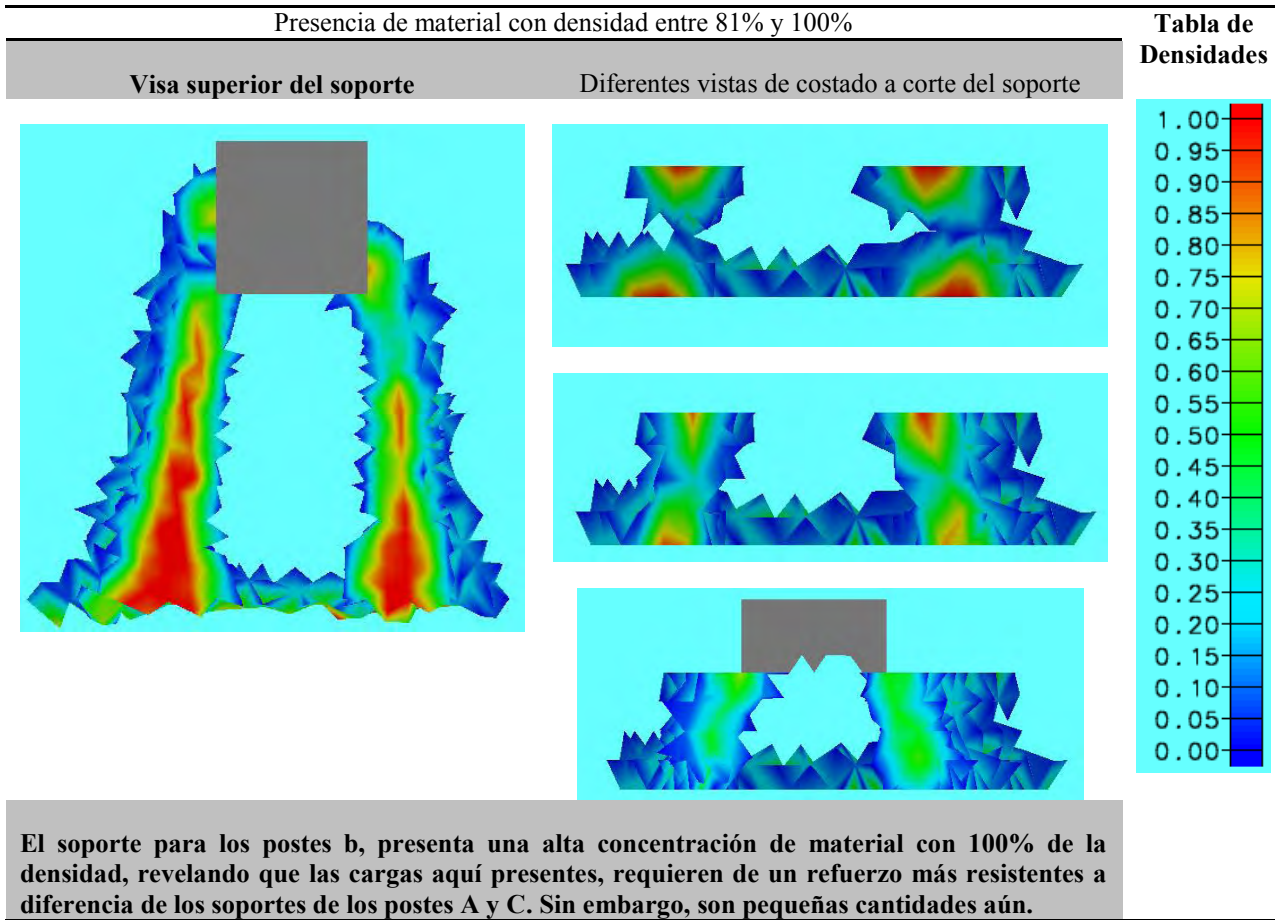 Presencia de material con densidad entre 81% y 100%
Tabla de
Densidades
Visa superior del soporte
Diferentes vistas de costado a corte del soporte
1.00
0.95
0.90
0.85
0.80
0.75
0.70
0.65
0.60
0.55
0.50
0.45
0.40
0.35
0.30
0.25
0.20
0.15
0.10
0.05
0.00
El soporte para los postes b, presenta una alta concentración de material con 100% de la
densidad, revelando que las cargas aquí presentes, requieren de un refuerzo más resistentes a
diferencia de los soportes de los postes A y C. Sin embargo, son pequeñas cantidades aún.